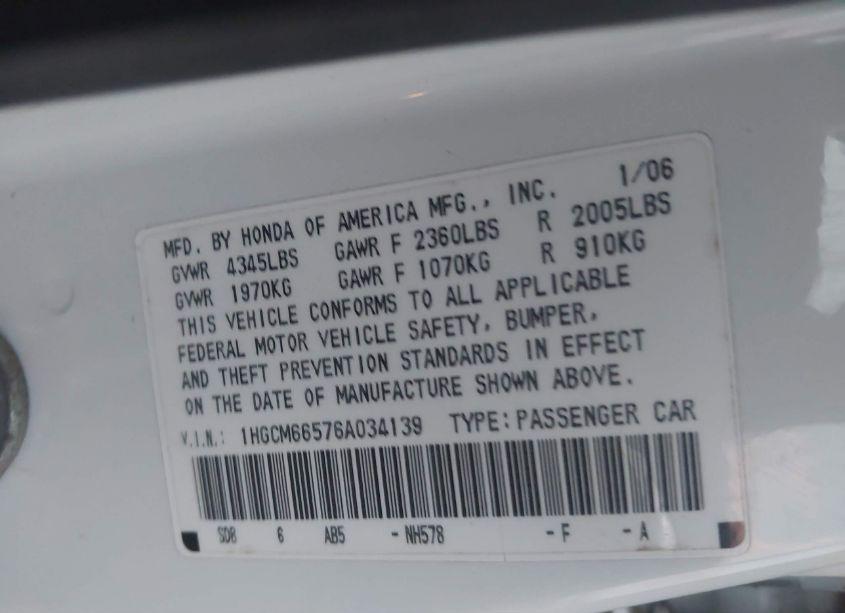 MFD. BY HONDA OF AMERICA MFG., INC. 1/06
GVWR 4345LBS GAWR F 2360LBS R 2005LBS
GVWR 1970KG GAWR F 1070KG R 910KG
THIS VEHICLE CONFORMS TO ALL APPLICABLE
FEDERAL MOTOR VEHICLE SAFETY, BUMPER,
AND THEFT PREVENTION STANDARDS IN EFFECT
ON THE DATE OF MANUFACTURE SHOWN ABOVE.
V.I.N.: 1HGCM66576A034139 TYPE: PASSENGER CAR
SDB 6 AB5 - NH578 - F - A